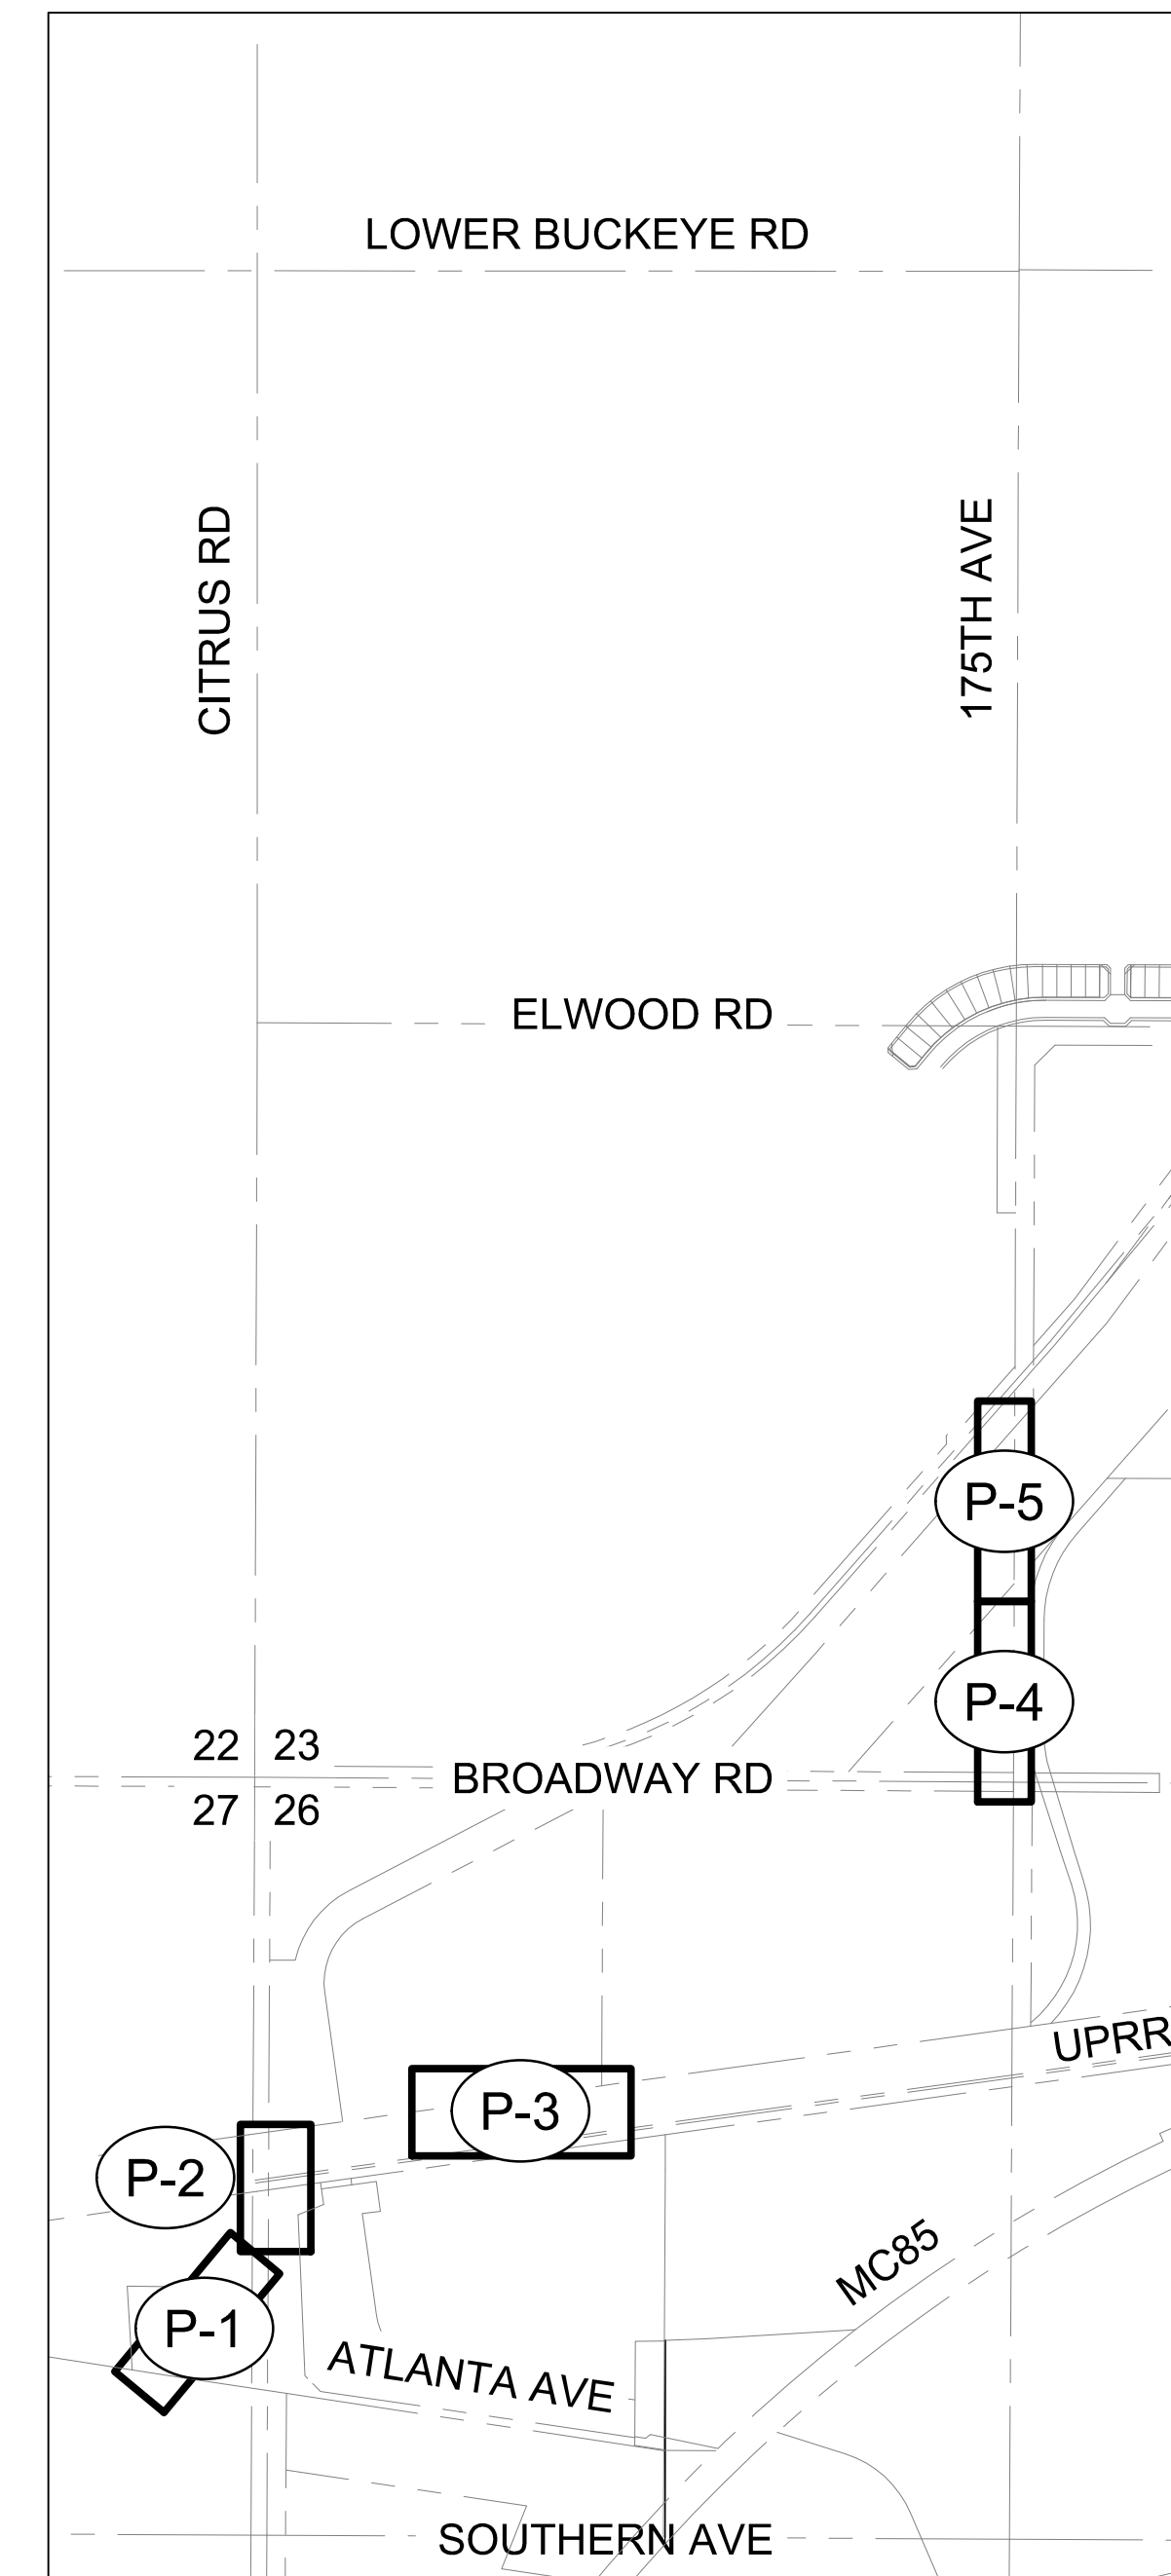 LOWER BUCKEYE RD
CITRUS RD
175TH AVE
ELWOOD RD
P-5
P-4
22 23
BROADWAY RD
27 26
UPRR
P-3
P-2
MC85
P-1
ATLANTA AVE
SOUTHERN AVE